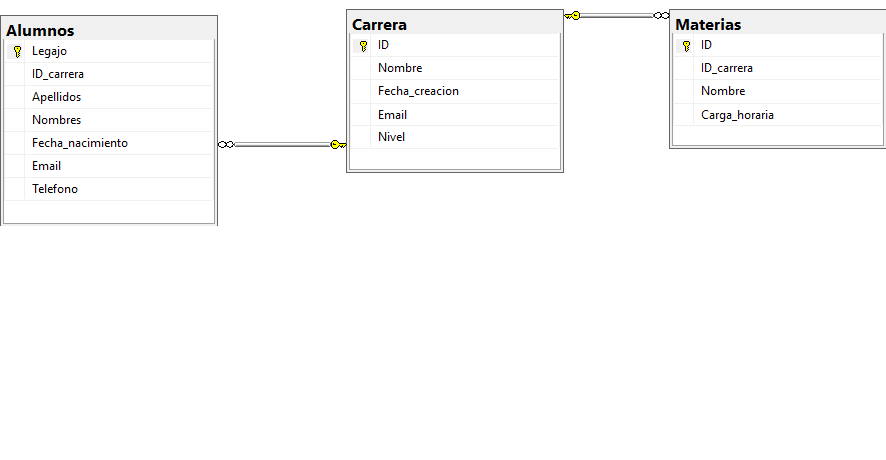 Alumnos
Legajo
ID_carrera
Apellidos
Nombres
Fecha_nacimiento
Email
Telefono
Carrera
ID
Nombre
Fecha_creacion
Email
Nivel
Materias
ID
ID_carrera
Nombre
Carga_horaria